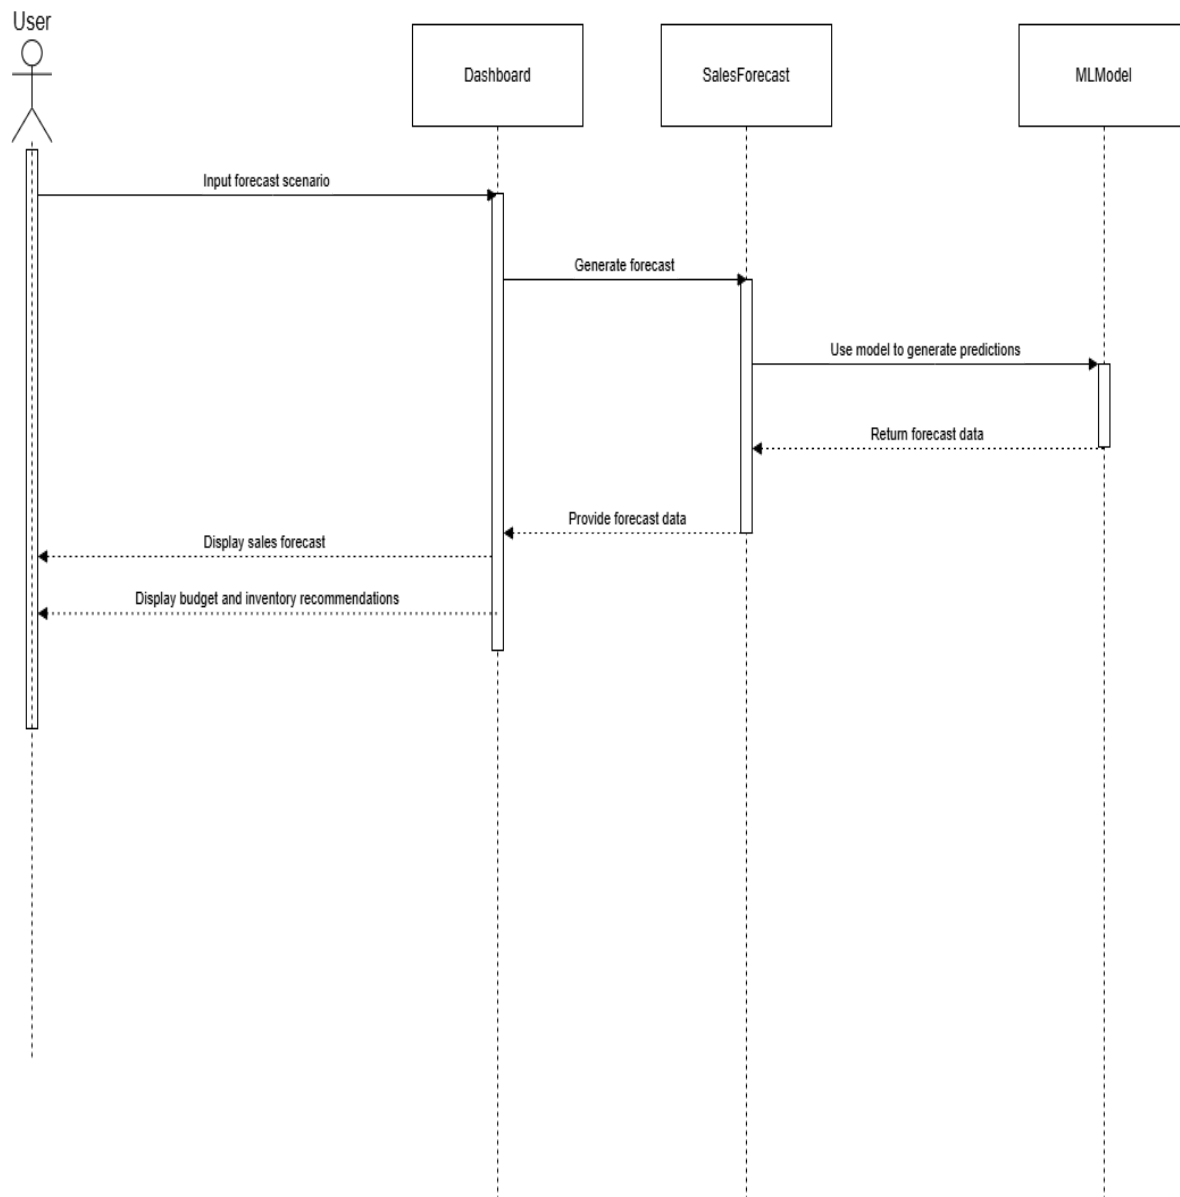 User
Dashboard
SalesForecast
MLModel
Input forecast scenario
Generate forecast
Use model to generate predictions
Return forecast data
Provide forecast data
Display sales forecast
Display budget and inventory recommendations